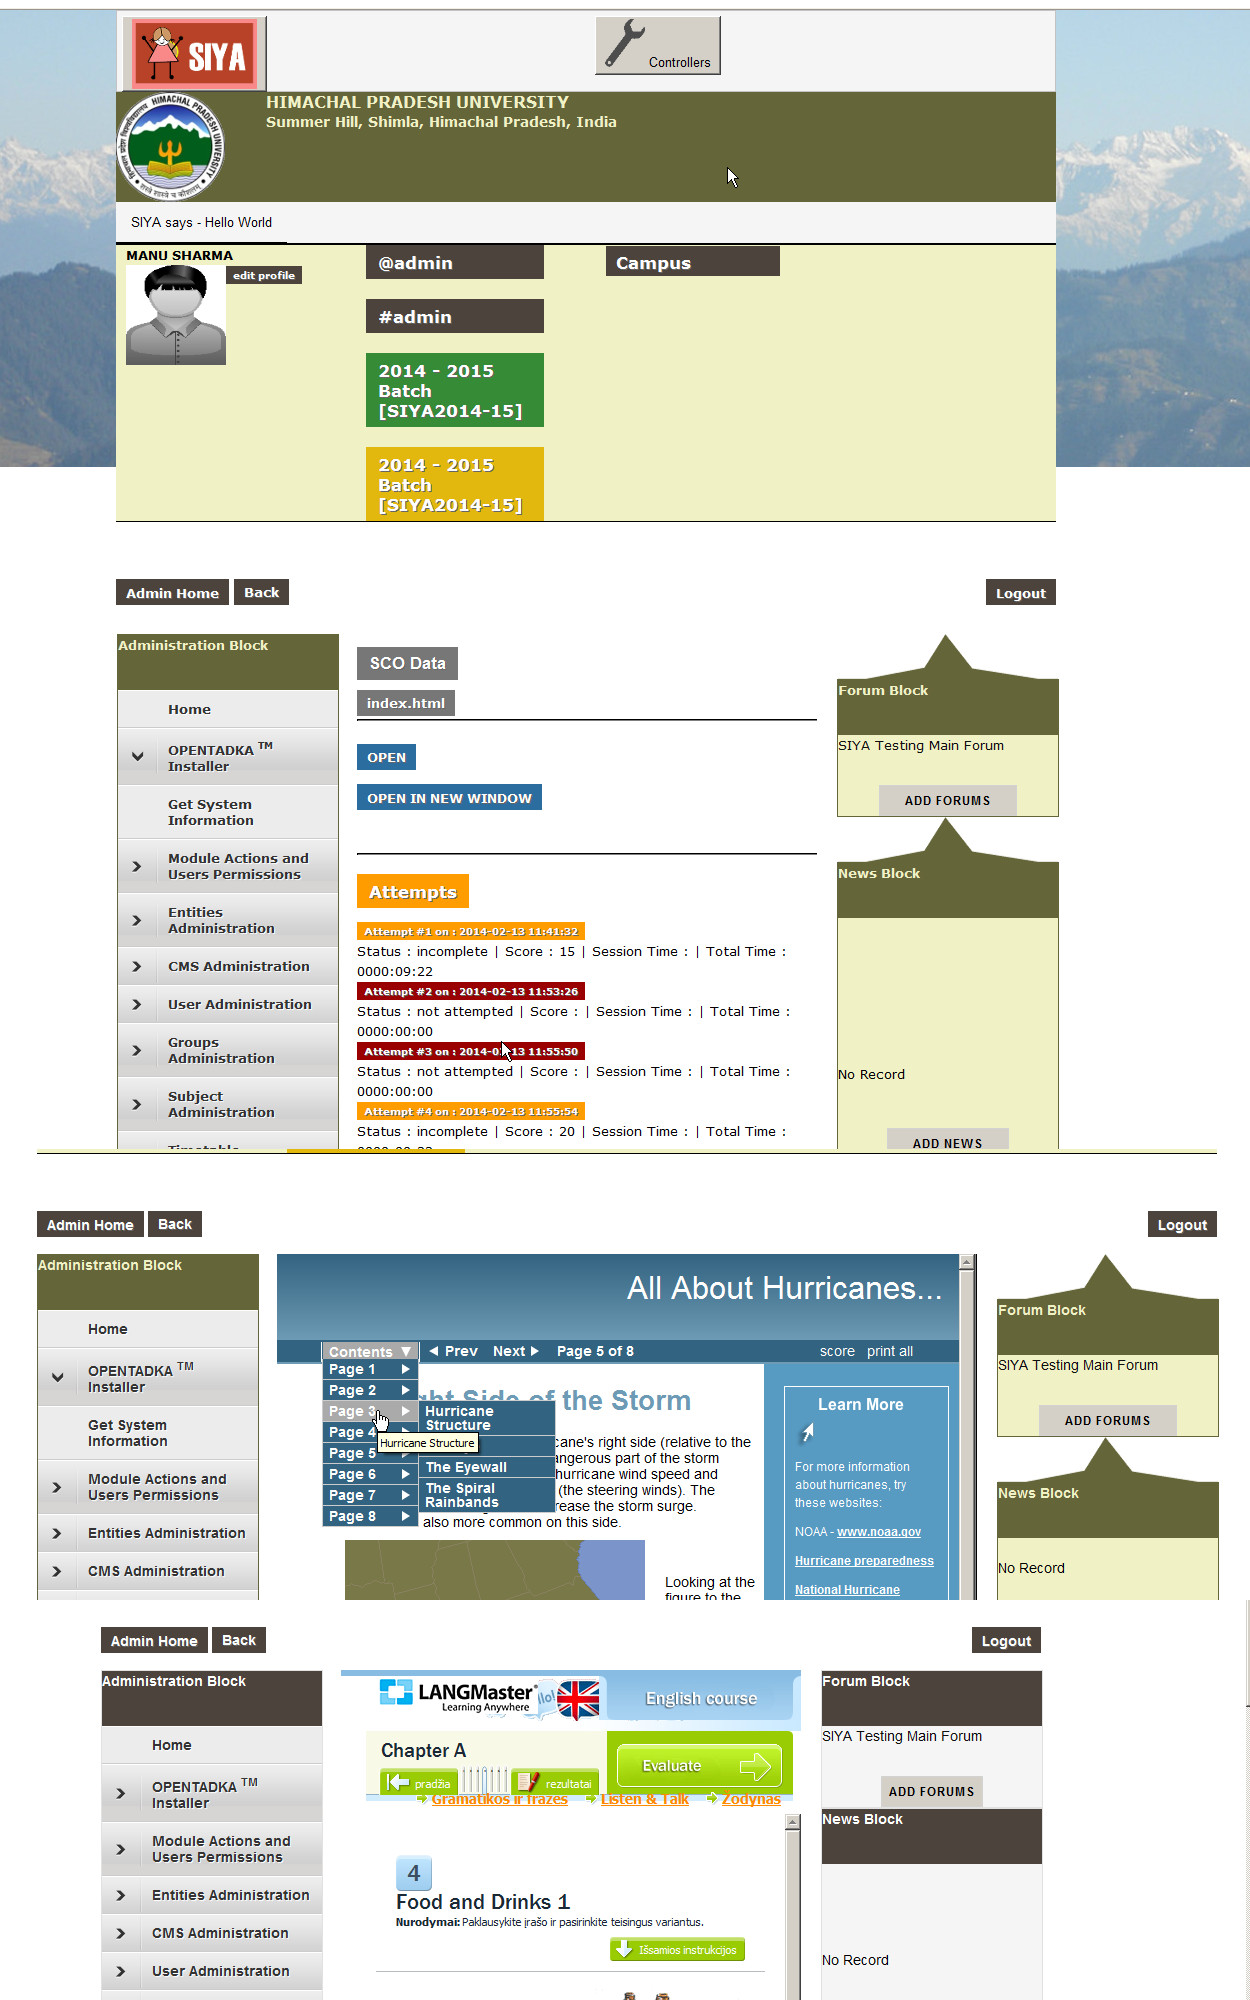 SIYA
Controllers
HIMACHAL PRADESH UNIVERSITY
Summer Hill, Shimla, Himachal Pradesh, India
HIMACHAL PRADESH UNIVERSITY
SIYA says - Hello World
MANU SHARMA
edit profile
@admin
Campus
#admin
2014 - 2015
Batch
[SIYA2014-15]
2014 - 2015
Batch
[SIYA2014-15]
Admin Home
Back
Logout
Administration Block
Home
OPENTADKA TM
Installer
Get System
Information
Module Actions and
Users Permissions
Entities
Administration
CMS Administration
User Administration
Groups
Administration
Subject
Administration
Timetable
SCO Data
index.html
OPEN
OPEN IN NEW WINDOW
Attempts
Attempt #1 on : 2014-02-13 11:41:32
Status : incomplete | Score : 15 | Session Time : | Total Time :
0000:09:22
Attempt #2 on : 2014-02-13 11:53:26
Status : not attempted | Score : | Session Time : | Total Time :
0000:00:00
Attempt #3 on : 2014-02-13 11:55:50
Status : not attempted | Score : | Session Time : | Total Time :
0000:00:00
Attempt #4 on : 2014-02-13 11:55:54
Status : incomplete | Score : 20 | Session Time : | Total Time :
Forum Block
SIYA Testing Main Forum
ADD FORUMS
News Block
No Record
ADD NEWS
Admin Home
Back
Logout
Administration Block
Home
OPENTADKA TM
Installer
Get System
Information
Module Actions and
Users Permissions
Entities Administration
CMS Administration
All About Hurricanes...
Contents
Prev
Next
Page 5 of 8
score
print all
Page 1
Page 2
Page 3
Page 4
Page 5
Page 6
Page 7
Page 8
Hurricane
Structure
Hurricane Structure
The Eyewall
The Spiral
Rainbands
Side of the Storm
cane's right side (relative to the
angerous part of the storm
hurricane wind speed and
(the steering winds). The
rease the storm surge.
also more common on this side.
Looking at the
figure to the
Learn More
For more information
about hurricanes, try
these websites:
NOAA - www.noaa.gov
Hurricane preparedness
National Hurricane
Forum Block
SIYA Testing Main Forum
ADD FORUMS
News Block
No Record
Admin Home
Back
Logout
Administration Block
Home
OPENTADKA TM
Installer
Module Actions and
Users Permissions
Entities Administration
CMS Administration
User Administration
LANGMaster
Learning Anywhere
English course
Chapter A
pradžia
rezultatai
Evaluate
Gramatikos ir frazės
Listen & Talk
Žodynas
4
Food and Drinks 1
Nurodymai: Paklausykite įrašo ir pasirinkite teisingus variantus.
Išsamios instrukcijos
Forum Block
SIYA Testing Main Forum
ADD FORUMS
News Block
No Record